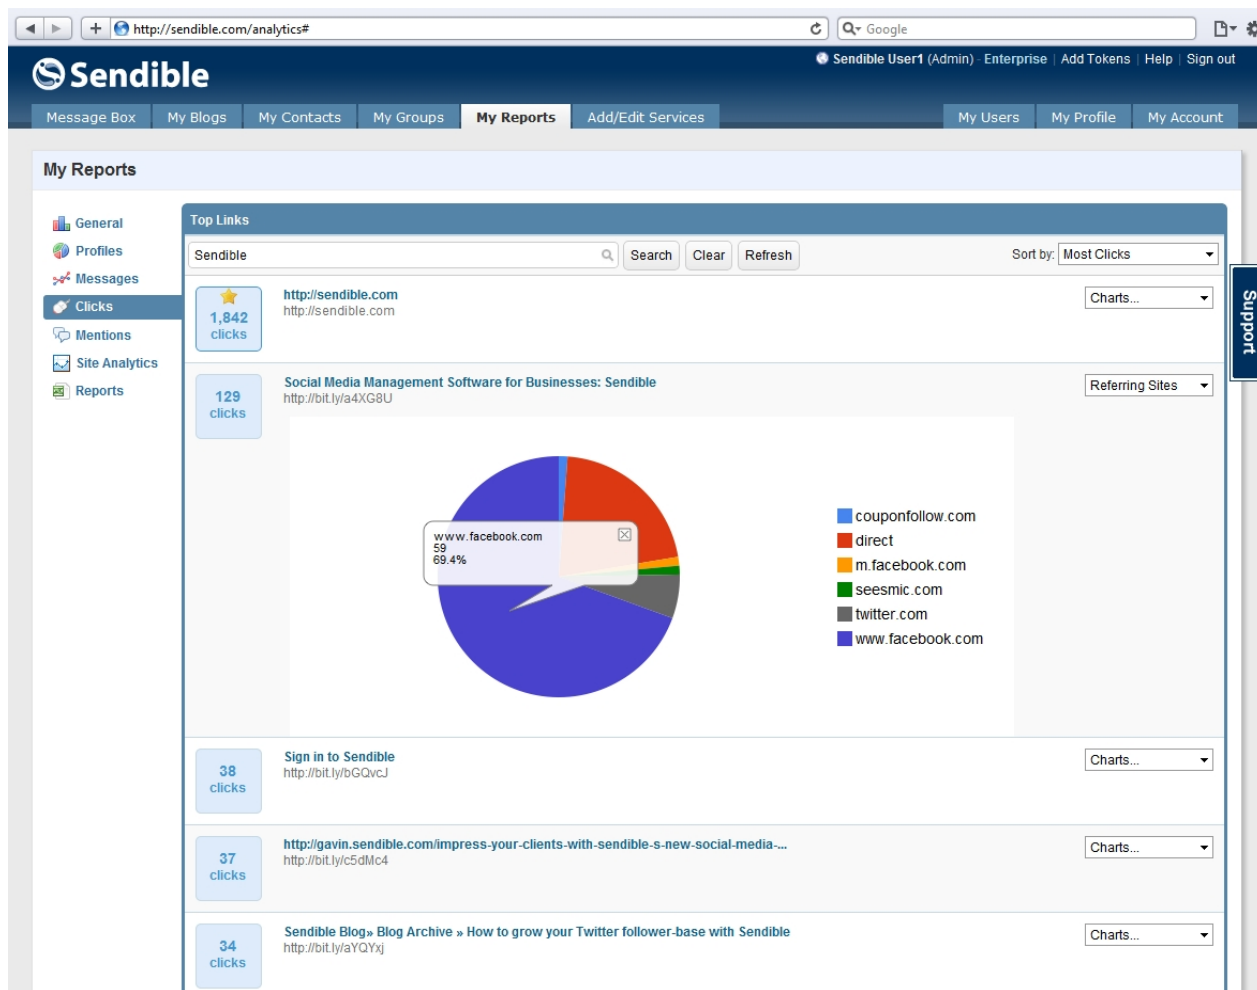 http://sendible.com/analytics#
Google
Sendible
Sendible User1 (Admin) - Enterprise | Add Tokens | Help | Sign out
Message Box
My Blogs
My Contacts
My Groups
My Reports
Add/Edit Services
My Users
My Profile
My Account
My Reports
General
Profiles
Messages
Clicks
Mentions
Site Analytics
Reports
Top Links
Sendible
Search
Clear
Refresh
Sort by: Most Clicks
Support
1,842
clicks
http://sendible.com
http://sendible.com
Charts...
129
clicks
Social Media Management Software for Businesses: Sendible
http://bit.ly/a4XG8U
Referring Sites
www.facebook.com
59
69.4%
couponfollow.com
direct
m.facebook.com
seesmic.com
twitter.com
www.facebook.com
38
clicks
Sign in to Sendible
http://bit.ly/bGQvcJ
Charts...
37
clicks
http://gavin.sendible.com/impress-your-clients-with-sendible-s-new-social-media-...
http://bit.ly/c5dMc4
Charts...
34
clicks
Sendible Blog» Blog Archive » How to grow your Twitter follower-base with Sendible
http://bit.ly/aYQYxj
Charts...